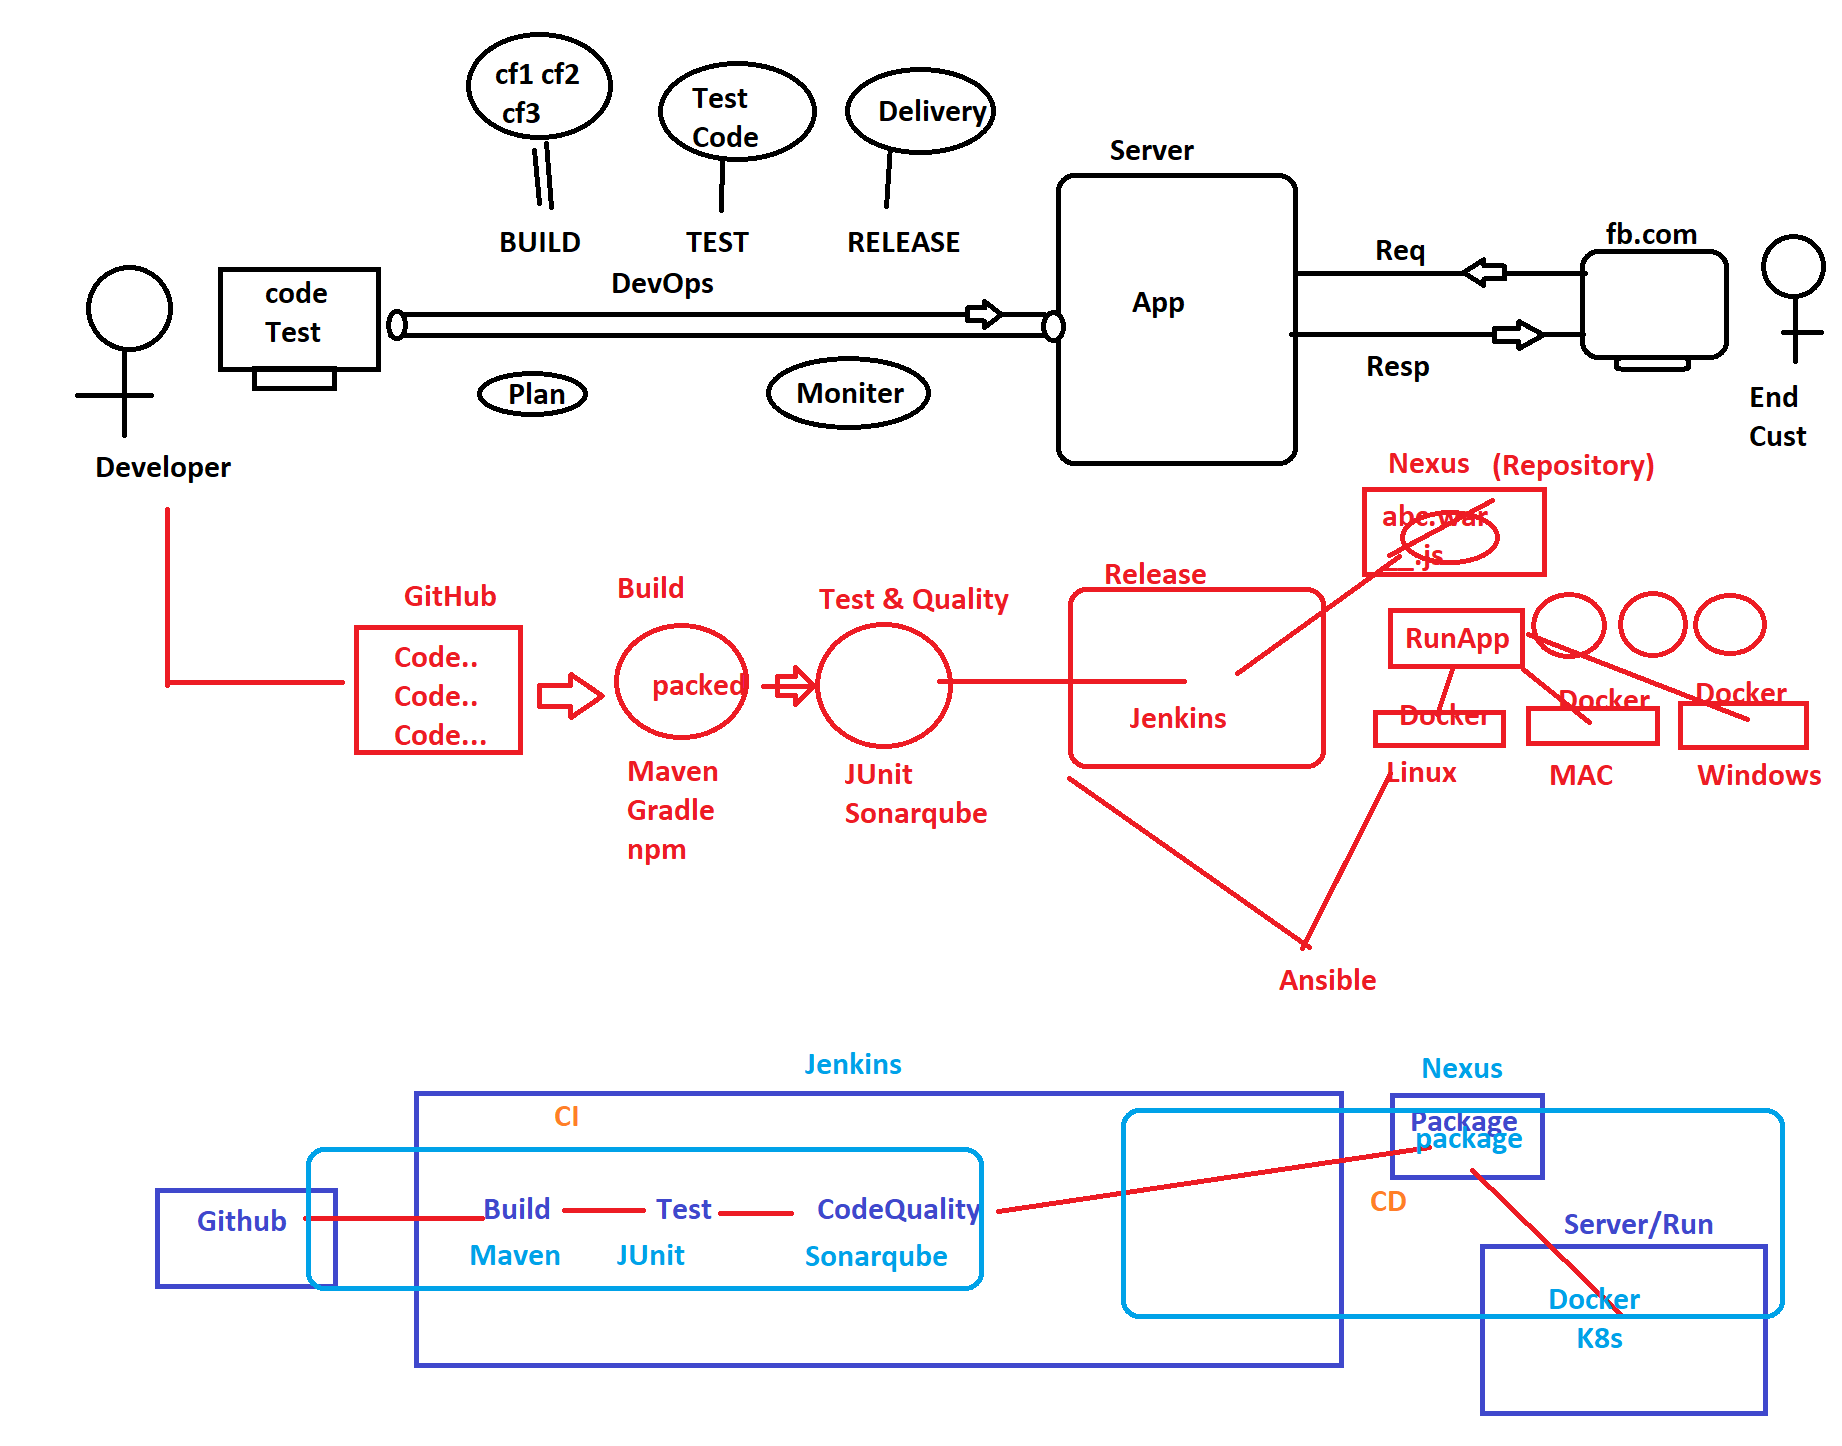 cf1 cf2
cf3
Test
Code
Delivery
BUILD
TEST
RELEASE
DevOps
Server
App
Req
Resp
fb.com
End
Cust
code
Test
Plan
Moniter
Developer
Nexus (Repository)
abc.war
__.js
GitHub
Code..
Code..
Code...
Build
packed
Maven
Gradle
npm
Test & Quality
JUnit
Sonarqube
Release
Jenkins
RunApp
Docker
Docker
Docker
Linux
MAC
Windows
Ansible
Jenkins
CI
Github
Build
Test
CodeQuality
Maven
JUnit
Sonarqube
Nexus
Package
package
CD
Server/Run
Docker
K8s